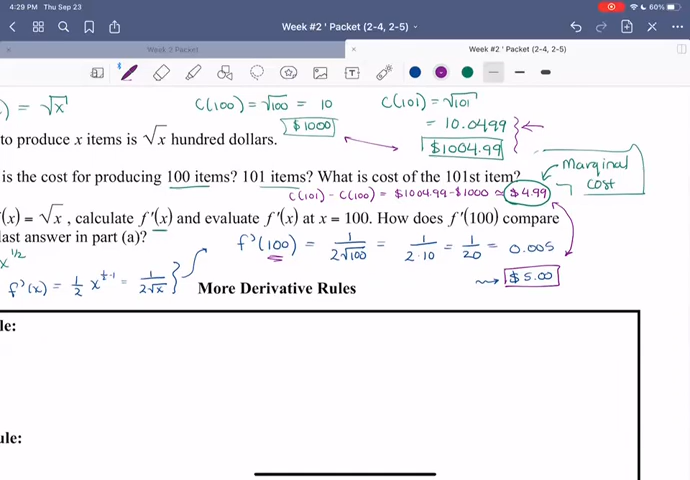 4:29 PM Thu Sep 23
60%
Week #2 ' Packet (2-4, 2-5)
Week 2 Packet
Week #2 ' Packet (2-4, 2-5)
) = √x
C(100) = √100 = 10
C(101) = √101
= 10.0499
$1000
$1004.99
to produce x items is √x hundred dollars.
Marginal
cost
is the cost for producing 100 items? 101 items? What is cost of the 101st item?
C(101) - C(100) = $1004.99 - $1000 ≈ $4.99
(x) = √x, calculate f '(x) and evaluate f '(x) at x = 100. How does f '(100) compare
last answer in part (a)?
f'(100) = 1/(2√100) = 1/(2·10) = 1/20 = 0.005
x^1/2
f'(x) = 1/2 x^(1/2-1) = 1/(2√x)
$5.00
More Derivative Rules
le:
ule: